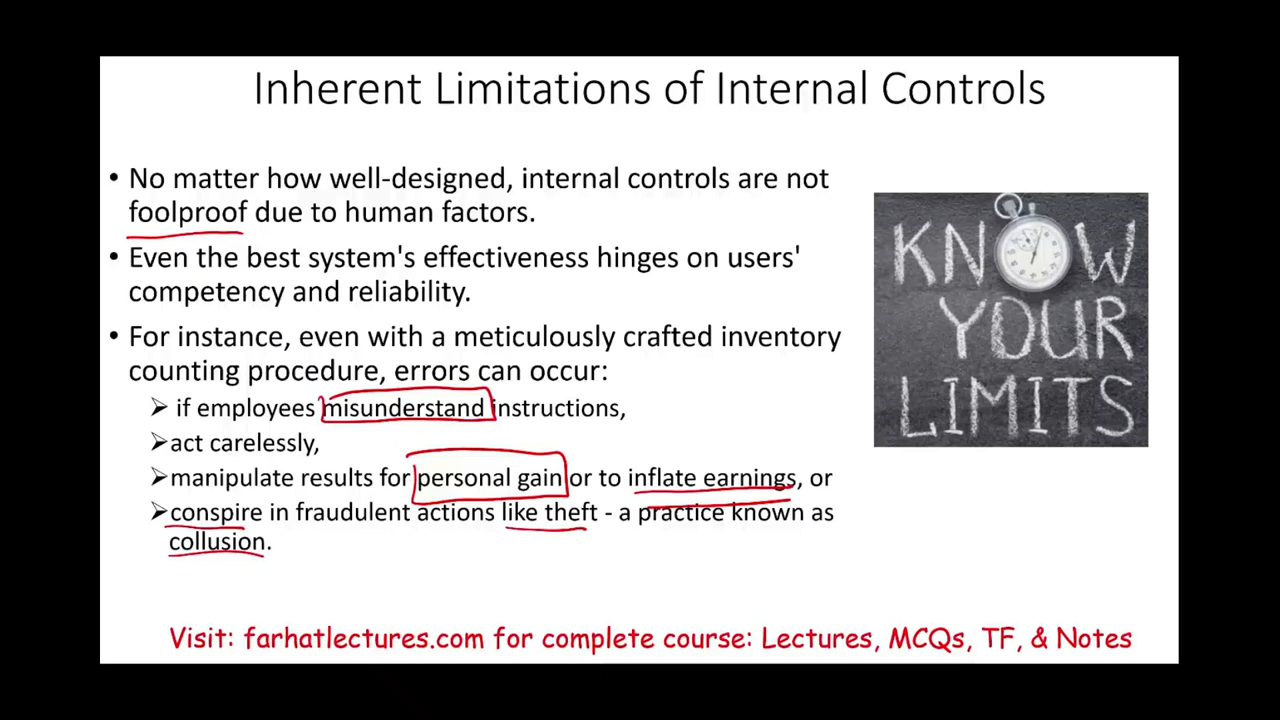 Inherent Limitations of Internal Controls
• No matter how well-designed, internal controls are not
foolproof due to human factors.
• Even the best system's effectiveness hinges on users'
competency and reliability.
• For instance, even with a meticulously crafted inventory
counting procedure, errors can occur:
➢ if employees misunderstand instructions,
➢act carelessly,
➢manipulate results for personal gain or to inflate earnings, or
➢conspire in fraudulent actions like theft - a practice known as
collusion.
KNOW
YOUR
LIMITS
Visit: farhatlectures.com for complete course: Lectures, MCQs, TF, & Notes